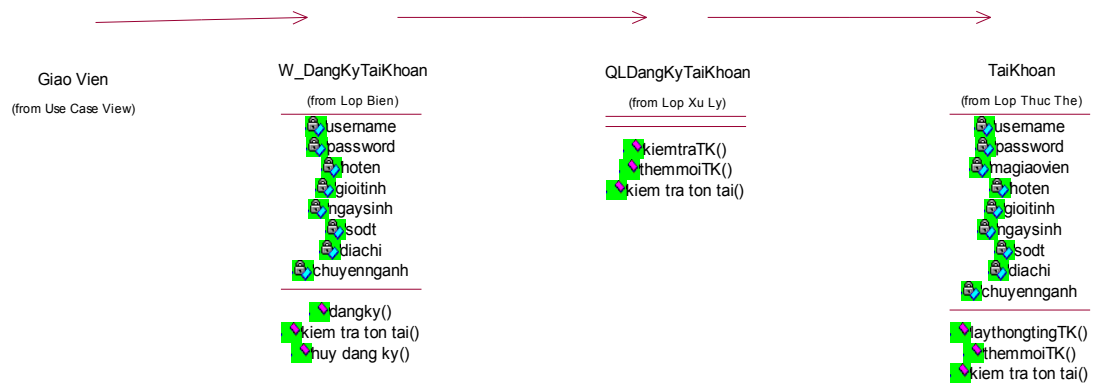 Giao Vien
(from Use Case View)
W_DangKyTaiKhoan
(from Lop Bien)
username
password
hoten
gioitinh
ngaysinh
sodt
diachi
chuyennganh
dangky()
kiem tra ton tai()
huy dang ky()
QLDangKyTaiKhoan
(from Lop Xu Ly)
kiemtraTK()
themmoiTK()
kiem tra ton tai()
TaiKhoan
(from Lop Thuc The)
username
password
magiaovien
hoten
gioitinh
ngaysinh
sodt
diachi
chuyennganh
laythongtingTK()
themmoiTK()
kiem tra ton tai()